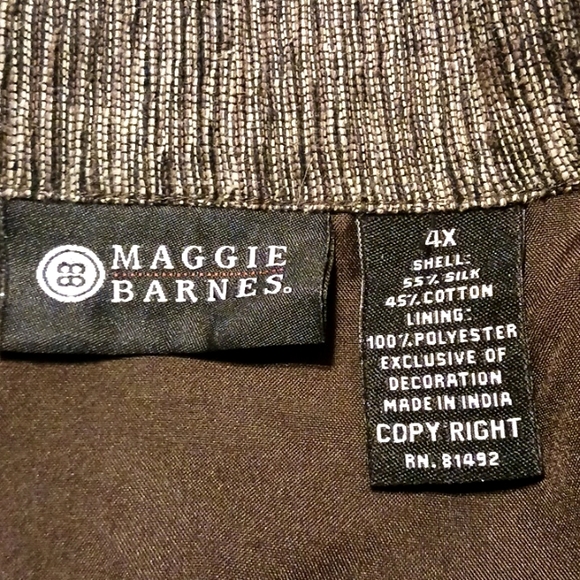 MAGGIE
BARNES
4X
SHELL:
55% SILK
45% COTTON
LINING:
100% POLYESTER
EXCLUSIVE OF
DECORATION
MADE IN INDIA
COPY RIGHT
RN. 81492